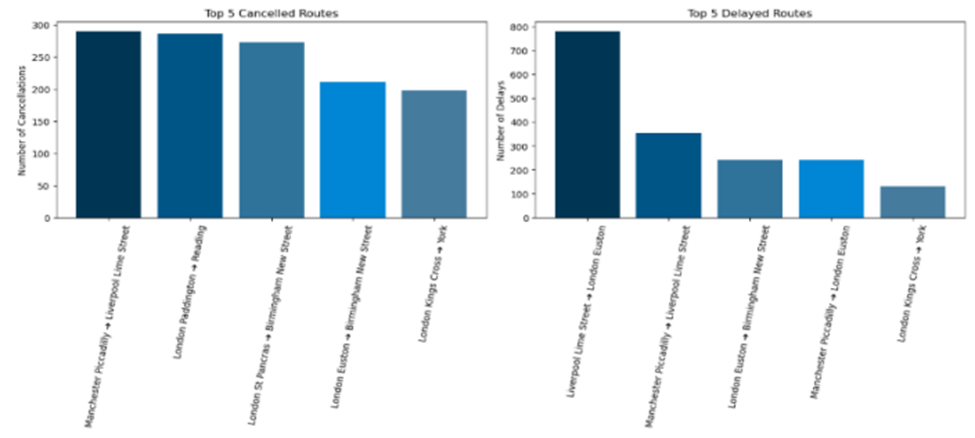 Top 5 Cancelled Routes
Number of Cancellations
300
250
200
150
100
50
0
Manchester Piccadilly → Liverpool Lime Street
London Paddington → Reading
London St Pancras → Birmingham New Street
London Euston → Birmingham New Street
London Kings Cross → York
Top 5 Delayed Routes
Number of Delays
800
700
600
500
400
300
200
100
0
Liverpool Lime Street → London Euston
Manchester Piccadilly → Liverpool Lime Street
London Euston → Birmingham New Street
Manchester Piccadilly → London Euston
London Kings Cross → York